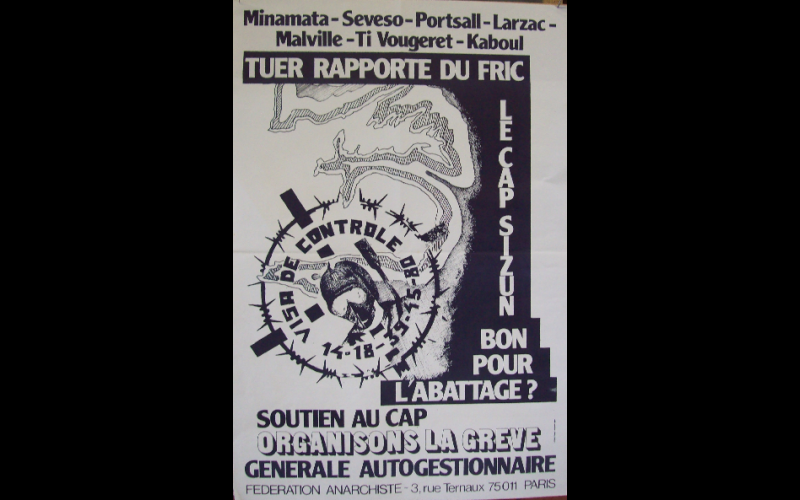 Minamata - Seveso - Portsall - Larzac -
Malville - Ti Vougeret - Kaboul
TUER RAPPORTE DU FRIC
LE CAP SIZUN
BON
POUR
L'ABATTAGE ?
VISA DE CONTROLE
14-18-39-45-80
SOUTIEN AU CAP
ORGANISONS LA GREVE
GENERALE AUTOGESTIONNAIRE
FEDERATION ANARCHISTE - 3, rue Ternaux 75011 PARIS